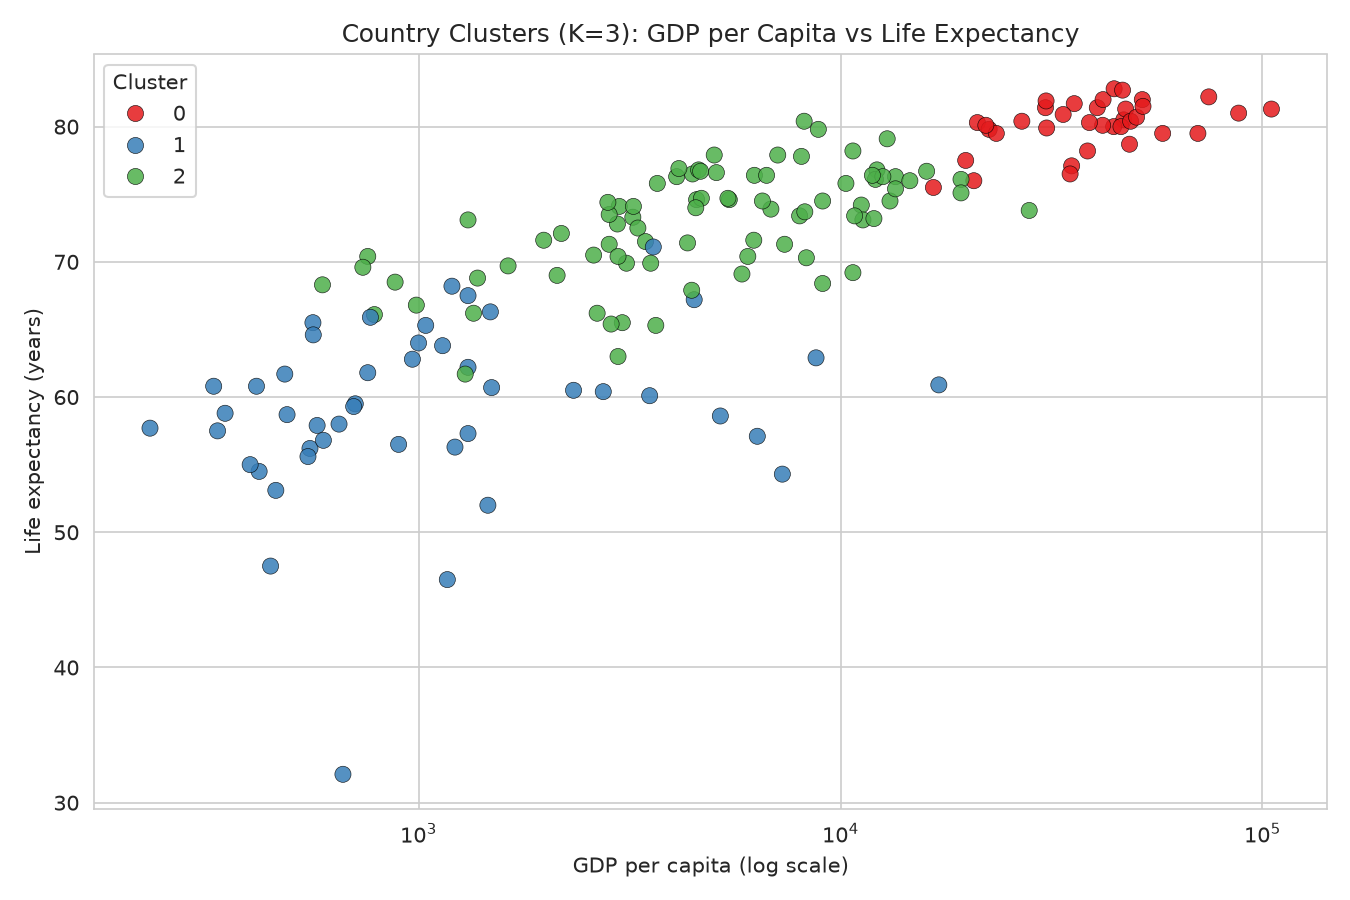 Country Clusters (K=3): GDP per Capita vs Life Expectancy
Cluster
0
1
2
80
70
60
50
40
30
Life expectancy (years)
10³ 10⁴ 10⁵
GDP per capita (log scale)